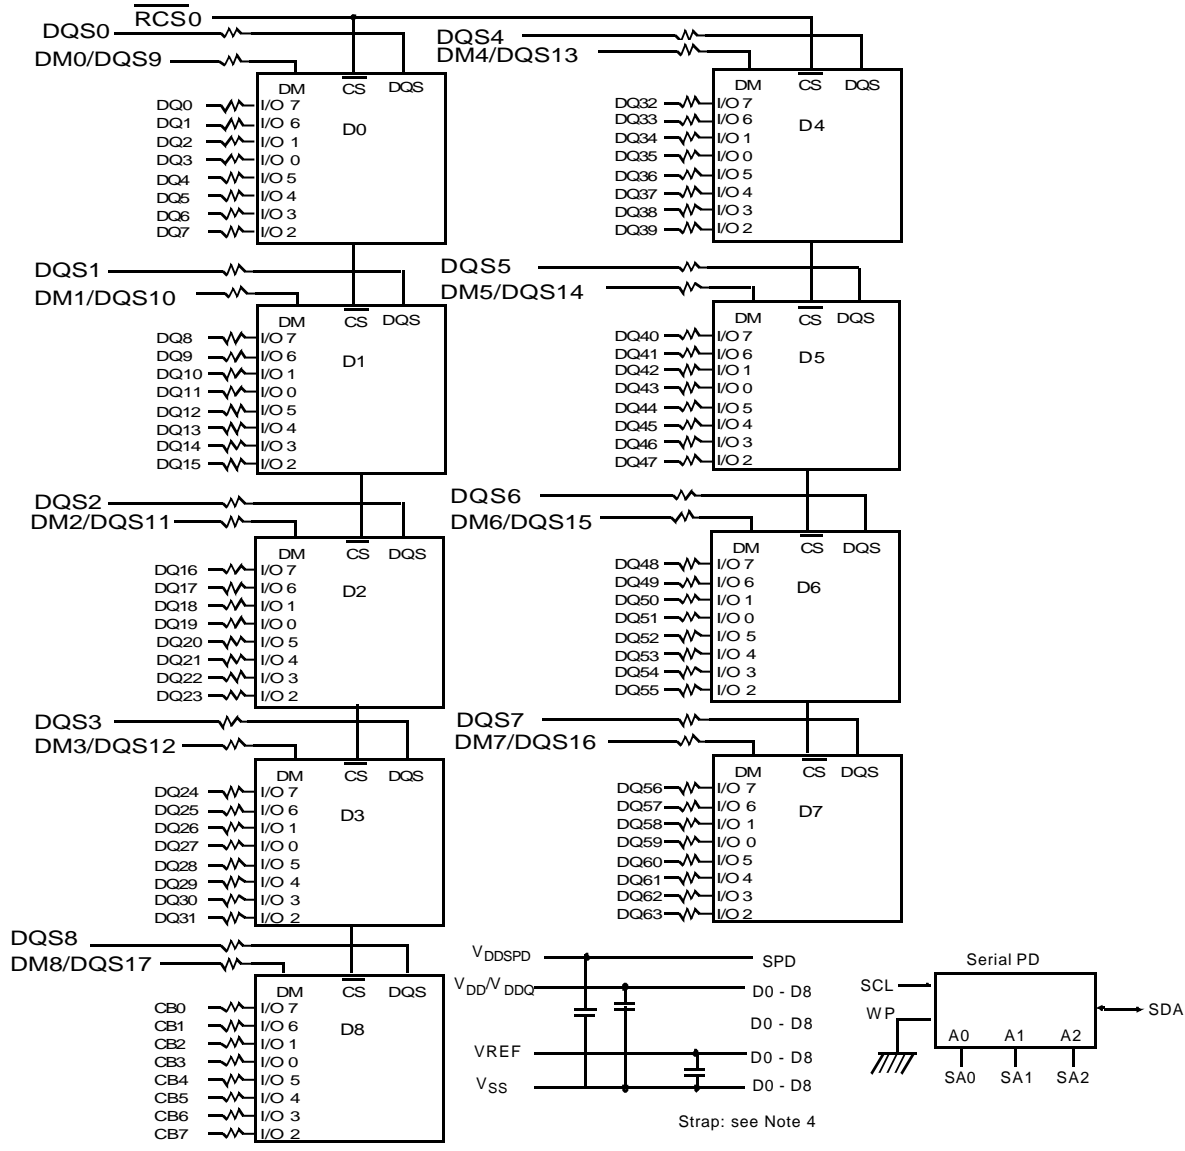 RCS0
DQS0
DM0/DQS9
DM CS DQS
D0
DQ0 I/O 7
DQ1 I/O 6
DQ2 I/O 1
DQ3 I/O 0
DQ4 I/O 5
DQ5 I/O 4
DQ6 I/O 3
DQ7 I/O 2
DQS1
DM1/DQS10
DM CS DQS
D1
DQ8 I/O 7
DQ9 I/O 6
DQ10 I/O 1
DQ11 I/O 0
DQ12 I/O 5
DQ13 I/O 4
DQ14 I/O 3
DQ15 I/O 2
DQS2
DM2/DQS11
DM CS DQS
D2
DQ16 I/O 7
DQ17 I/O 6
DQ18 I/O 1
DQ19 I/O 0
DQ20 I/O 5
DQ21 I/O 4
DQ22 I/O 3
DQ23 I/O 2
DQS3
DM3/DQS12
DM CS DQS
D3
DQ24 I/O 7
DQ25 I/O 6
DQ26 I/O 1
DQ27 I/O 0
DQ28 I/O 5
DQ29 I/O 4
DQ30 I/O 3
DQ31 I/O 2
DQS8
DM8/DQS17
DM CS DQS
D8
CB0 I/O 7
CB1 I/O 6
CB2 I/O 1
CB3 I/O 0
CB4 I/O 5
CB5 I/O 4
CB6 I/O 3
CB7 I/O 2
DQS4
DM4/DQS13
DM CS DQS
D4
DQ32 I/O 7
DQ33 I/O 6
DQ34 I/O 1
DQ35 I/O 0
DQ36 I/O 5
DQ37 I/O 4
DQ38 I/O 3
DQ39 I/O 2
DQS5
DM5/DQS14
DM CS DQS
D5
DQ40 I/O 7
DQ41 I/O 6
DQ42 I/O 1
DQ43 I/O 0
DQ44 I/O 5
DQ45 I/O 4
DQ46 I/O 3
DQ47 I/O 2
DQS6
DM6/DQS15
DM CS DQS
D6
DQ48 I/O 7
DQ49 I/O 6
DQ50 I/O 1
DQ51 I/O 0
DQ52 I/O 5
DQ53 I/O 4
DQ54 I/O 3
DQ55 I/O 2
DQS7
DM7/DQS16
DM CS DQS
D7
DQ56 I/O 7
DQ57 I/O 6
DQ58 I/O 1
DQ59 I/O 0
DQ60 I/O 5
DQ61 I/O 4
DQ62 I/O 3
DQ63 I/O 2
VDDSPD SPD
VDD/VDDQ D0 - D8
D0 - D8
VREF D0 - D8
VSS D0 - D8
Strap: see Note 4
Serial PD
SCL
WP
SDA
A0 A1 A2
SA0 SA1 SA2